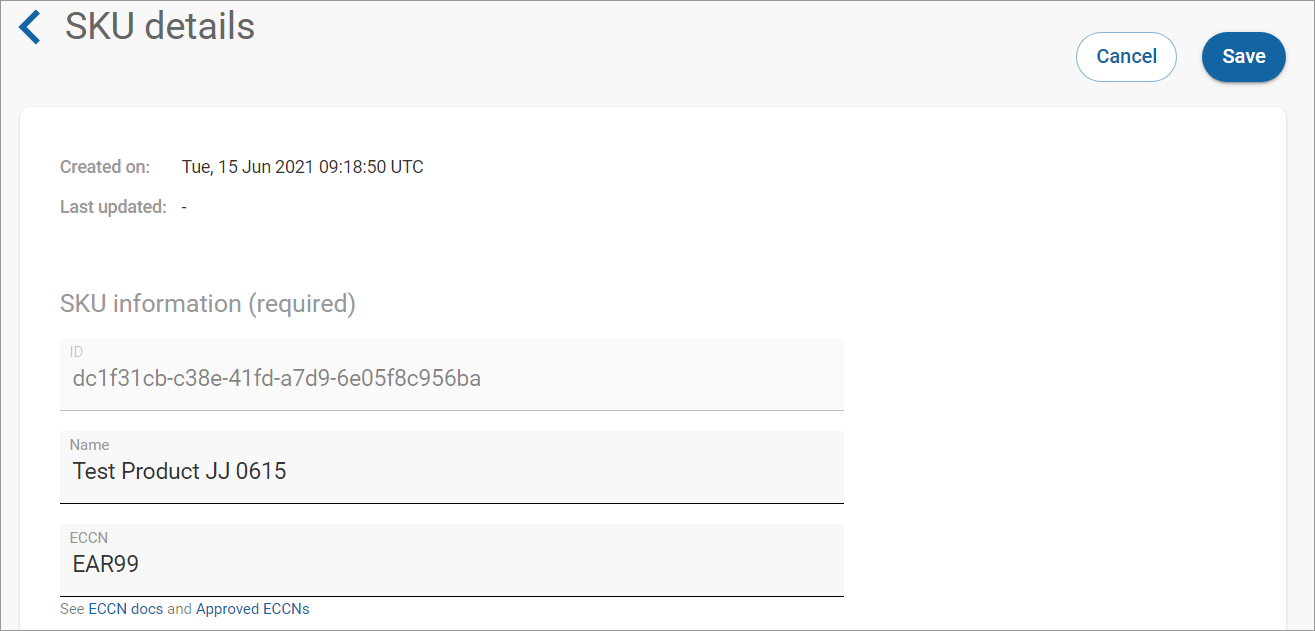 SKU details
Cancel
Save
Created on: Tue, 15 Jun 2021 09:18:50 UTC
Last updated: -
SKU information (required)
ID
dc1f31cb-c38e-41fd-a7d9-6e05f8c956ba
Name
Test Product JJ 0615
ECCN
EAR99
See ECCN docs and Approved ECCNs